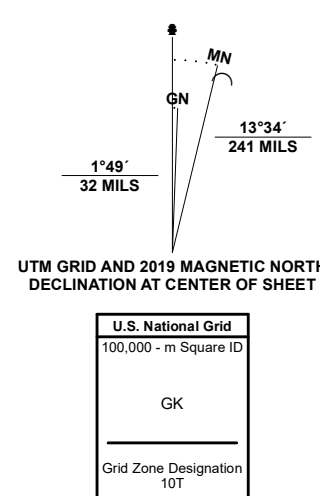 MN
GN
13°34´
241 MILS
1°49´
32 MILS
UTM GRID AND 2019 MAGNETIC NORTH
DECLINATION AT CENTER OF SHEET
U.S. National Grid
100,000 - m Square ID
GK
Grid Zone Designation
10T